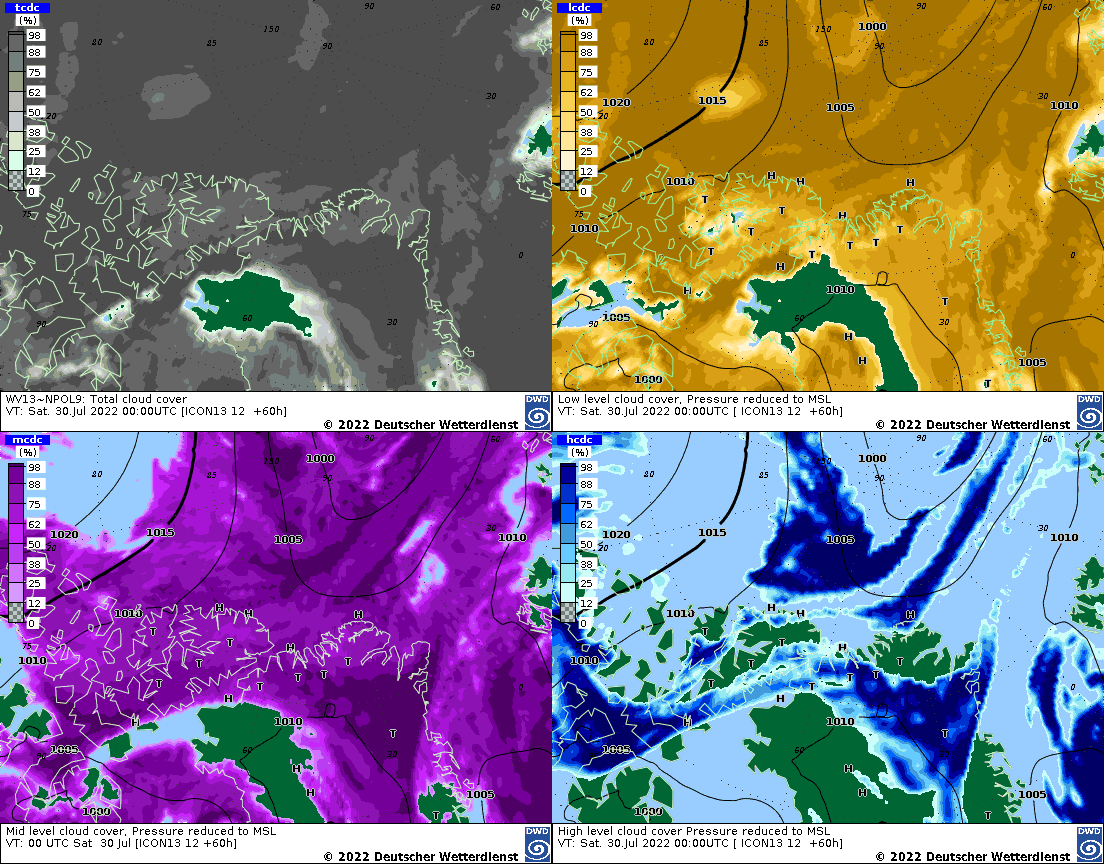 tcdc
(%)
98
88
75
62
50
38
25
12
0
80
85
150
90
90
60
30
20
75
0
90
60
30
WV13~NPOL9: Total cloud cover
VT: Sat. 30.Jul 2022 00:00UTC [ICON13 12  +60h]
© 2022 Deutscher Wetterdienst
DWD
lcdc
(%)
98
88
75
62
50
38
25
12
0
80
85
90
60
30
20
0
90
30
1000
1020
1015
1005
1010
1010
1010
1010
1005
1005
1000
H
H
H
T
T
H
T
T
T
T
T
T
H
H
T
H
H
T
Low level cloud cover, Pressure reduced to MSL
VT: Sat. 30.Jul 2022 00:00UTC [ ICON13 12  +60h]
© 2022 Deutscher Wetterdienst
DWD
mcdc
(%)
98
88
75
62
50
38
25
12
0
80
85
150
90
90
60
30
20
75
0
60
30
1000
1020
1015
1005
1010
1010
1010
1010
1005
1005
1000
H
H
H
T
T
H
T
T
T
T
T
H
H
T
H
H
T
Mid level cloud cover, Pressure reduced to MSL
VT: 00 UTC Sat  30 Jul [ICON13 12 +60h]
© 2022 Deutscher Wetterdienst
DWD
hcdc
(%)
98
88
75
62
50
38
25
12
0
80
85
150
90
90
60
30
20
0
60
30
1000
1020
1015
1005
1010
1010
1010
1010
1005
1005
1000
H
H
H
T
T
H
T
T
T
T
T
T
H
H
T
H
H
T
High level cloud cover Pressure reduced to MSL
VT: Sat. 30.Jul 2022 00:00UTC [ ICON13 12  +60h]
© 2022 Deutscher Wetterdienst
DWD